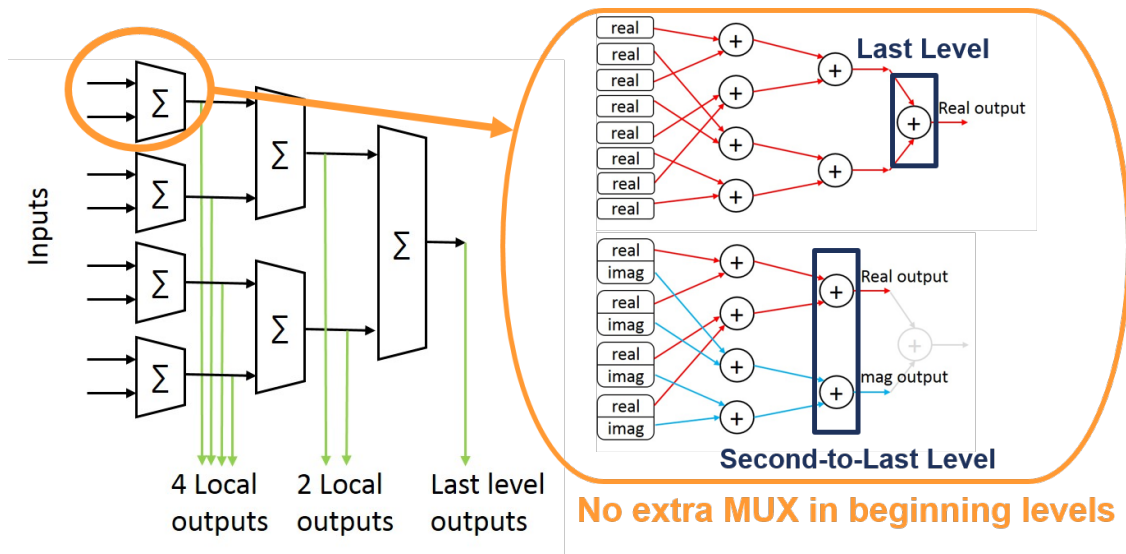 Inputs
Σ
Σ
Σ
Σ
Σ
Σ
Σ
4 Local
outputs
2 Local
outputs
Last level
outputs
real
real
real
real
real
real
real
real
+
+
+
+
+
+
+
Last Level
Real output
real
imag
real
imag
real
imag
real
imag
+
+
+
+
+
+
+
Real output
mag output
Second-to-Last Level
No extra MUX in beginning levels